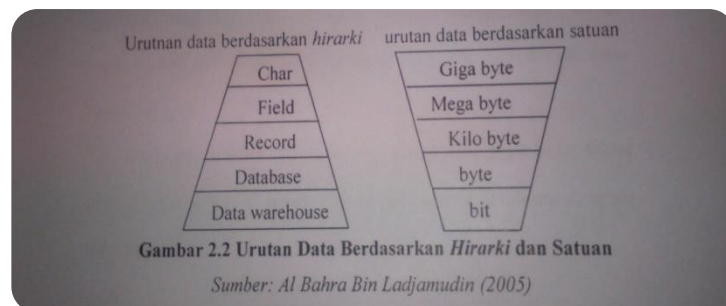 Urutnan data berdasarkan hirarki
Char
Field
Record
Database
Data warehouse
urutan data berdasarkan satuan
Giga byte
Mega byte
Kilo byte
byte
bit
Gambar 2.2 Urutan Data Berdasarkan Hirarki dan Satuan
Sumber: Al Bahra Bin Ladjamudin (2005)